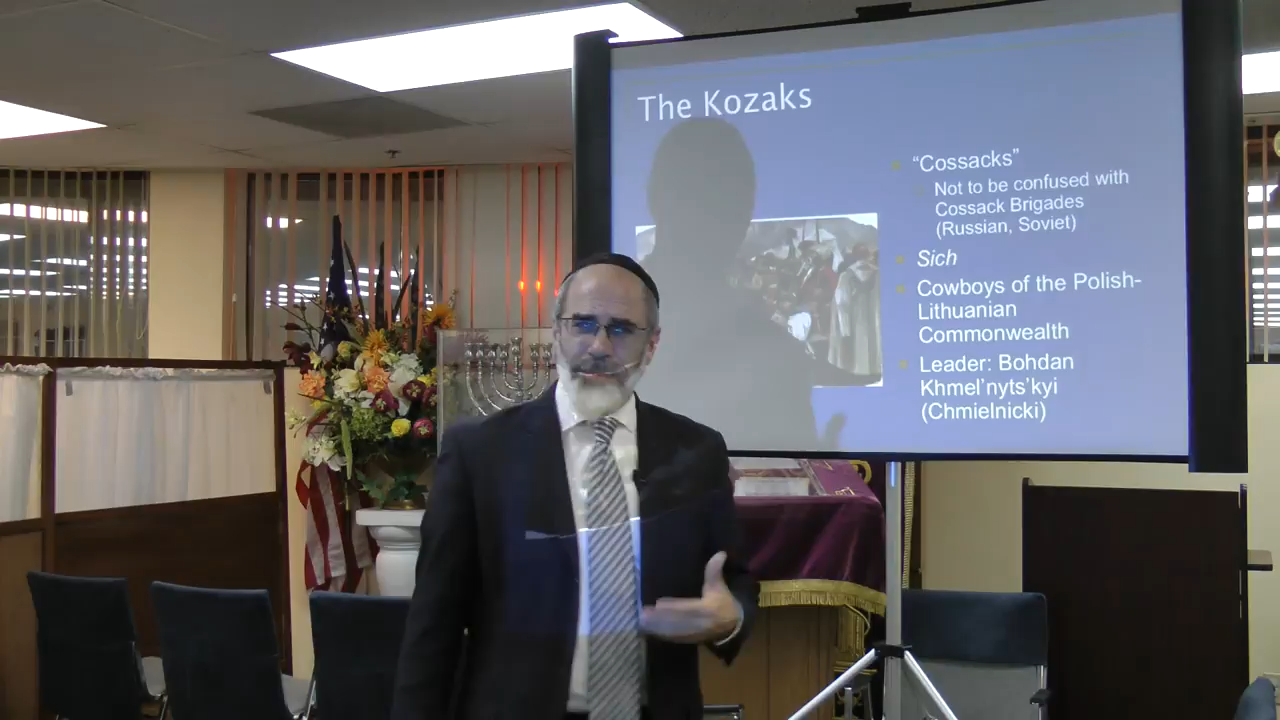 The Kozaks
“Cossacks”
Not to be confused with
Cossack Brigades
(Russian, Soviet)
Sich
Cowboys of the Polish-
Lithuanian
Commonwealth
Leader: Bohdan
Khmel’nyts’kyi
(Chmielnicki)